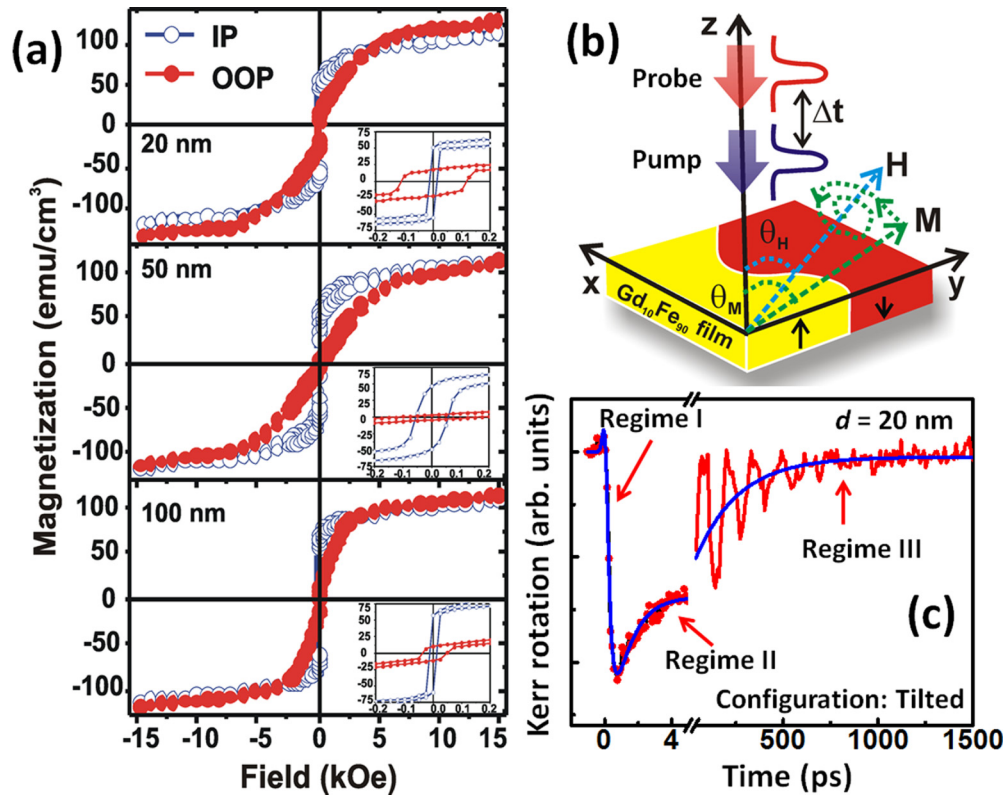 (a)
IP
OOP
100
50
0
-50
-100
20 nm
75
50
25
0
-25
-50
-75
-0.2 -0.1 0.0 0.1 0.2
100
50
0
-50
-100
50 nm
75
50
25
0
-25
-50
-75
-0.2 -0.1 0.0 0.1 0.2
100
50
0
-50
-100
100 nm
75
50
25
0
-25
-50
-75
-0.2 -0.1 0.0 0.1 0.2
-15 -10 -5 0 5 10 15
Magnetization (emu/cm³)
Field (kOe)
(b)
z
Probe
Δt
Pump
H
M
θH
θM
x
y
Gd10Fe90 film
(c)
Regime I
d = 20 nm
Regime III
Regime II
Configuration: Tilted
Kerr rotation (arb. units)
0 4 500 1000 1500
Time (ps)